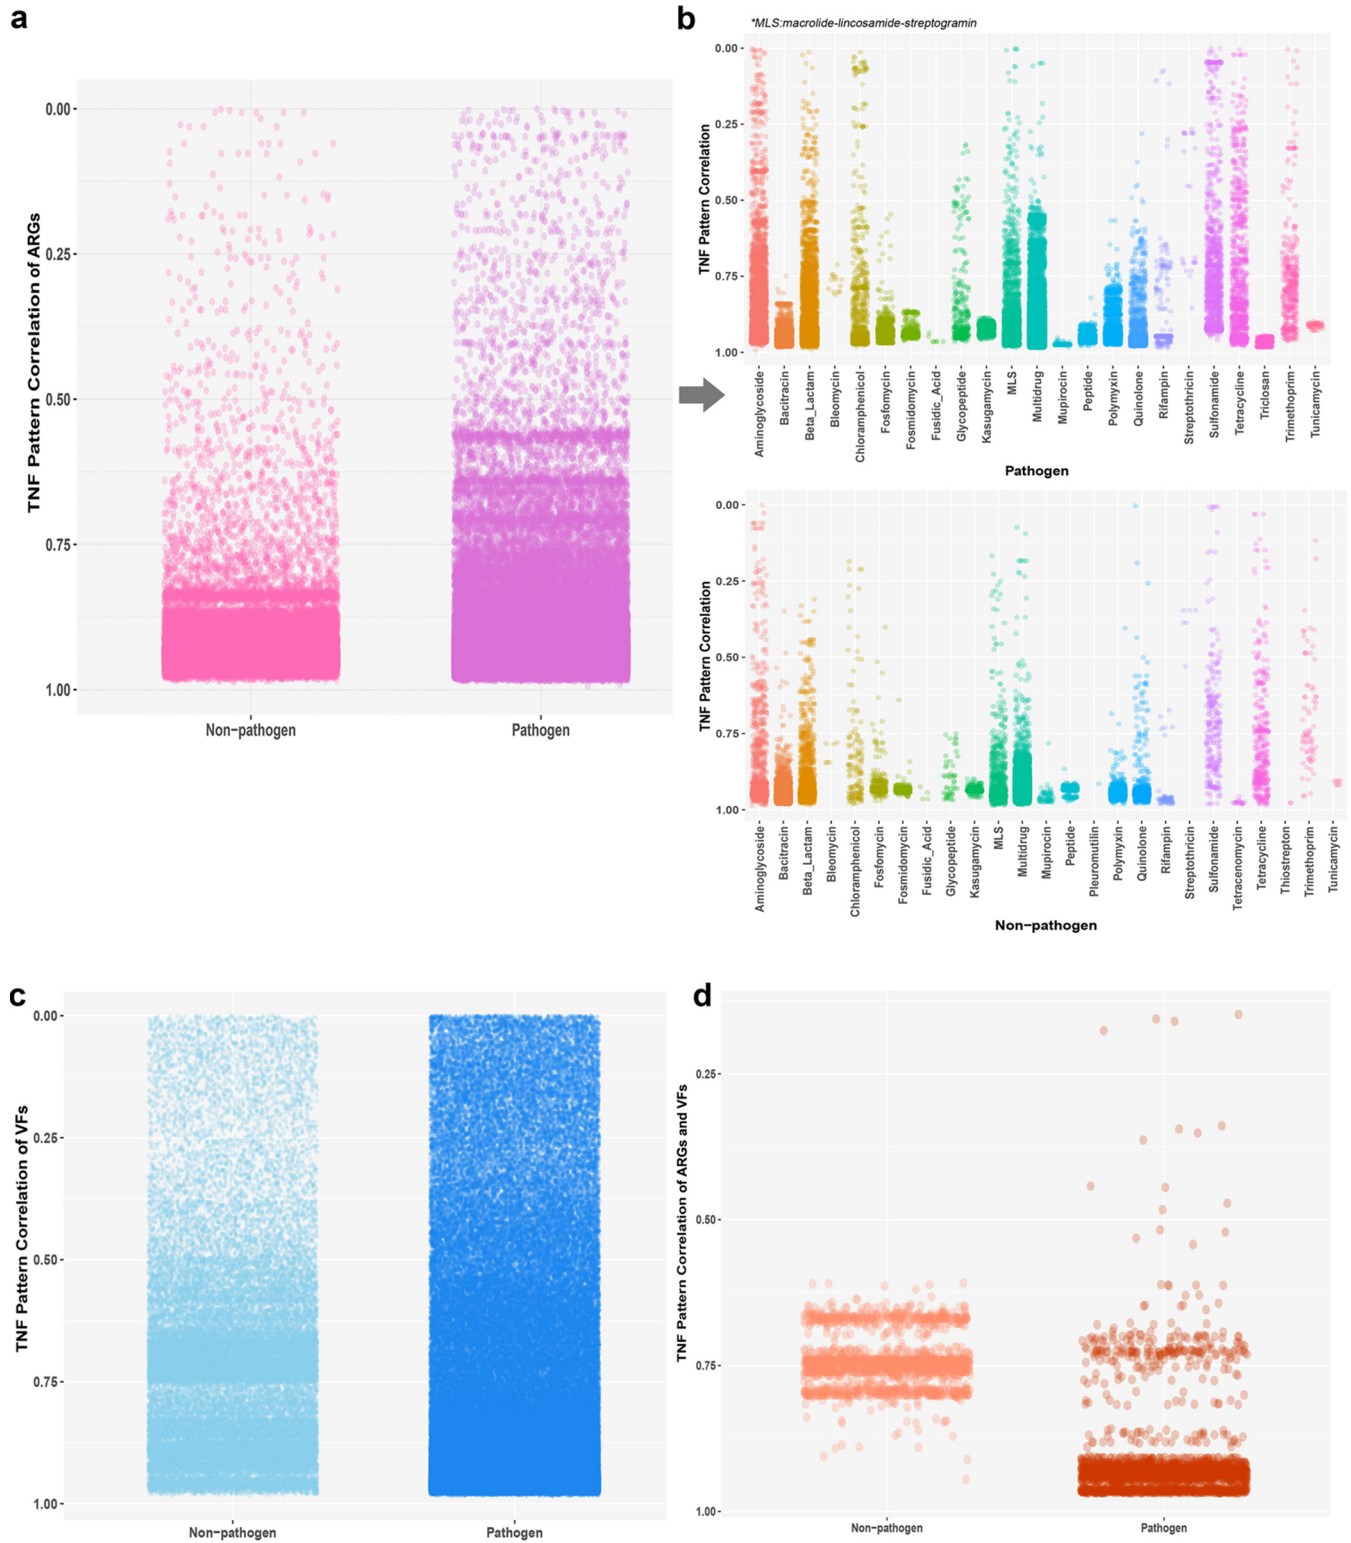 a
TNF Pattern Correlation of ARGs
0.00
0.25
0.50
0.75
1.00
Non-pathogen
Pathogen
b
*MLS:macrolide-lincosamide-streptogramin
TNF Pattern Correlation
0.00
0.25
0.50
0.75
1.00
Aminoglycoside
Bacitracin
Beta_Lactam
Bleomycin
Chloramphenicol
Fosfomycin
Fosmidomycin
Fusidic_Acid
Glycopeptide
Kasugamycin
MLS
Multidrug
Mupirocin
Peptide
Polymyxin
Quinolone
Rifampin
Streptothricin
Sulfonamide
Tetracycline
Triclosan
Trimethoprim
Tunicamycin
Pathogen
TNF Pattern Correlation
0.00
0.25
0.50
0.75
1.00
Aminoglycoside
Bacitracin
Beta_Lactam
Bleomycin
Chloramphenicol
Fosfomycin
Fosmidomycin
Fusidic_Acid
Glycopeptide
Kasugamycin
MLS
Multidrug
Mupirocin
Peptide
Pleuromutilin
Polymyxin
Quinolone
Rifampin
Streptothricin
Sulfonamide
Tetracenomycin
Tetracycline
Thiostrepton
Trimethoprim
Tunicamycin
Non-pathogen
c
TNF Pattern Correlation of VFs
0.00
0.25
0.50
0.75
1.00
Non-pathogen
Pathogen
d
TNF Pattern Correlation of ARGs and VFs
0.25
0.50
0.75
1.00
Non-pathogen
Pathogen